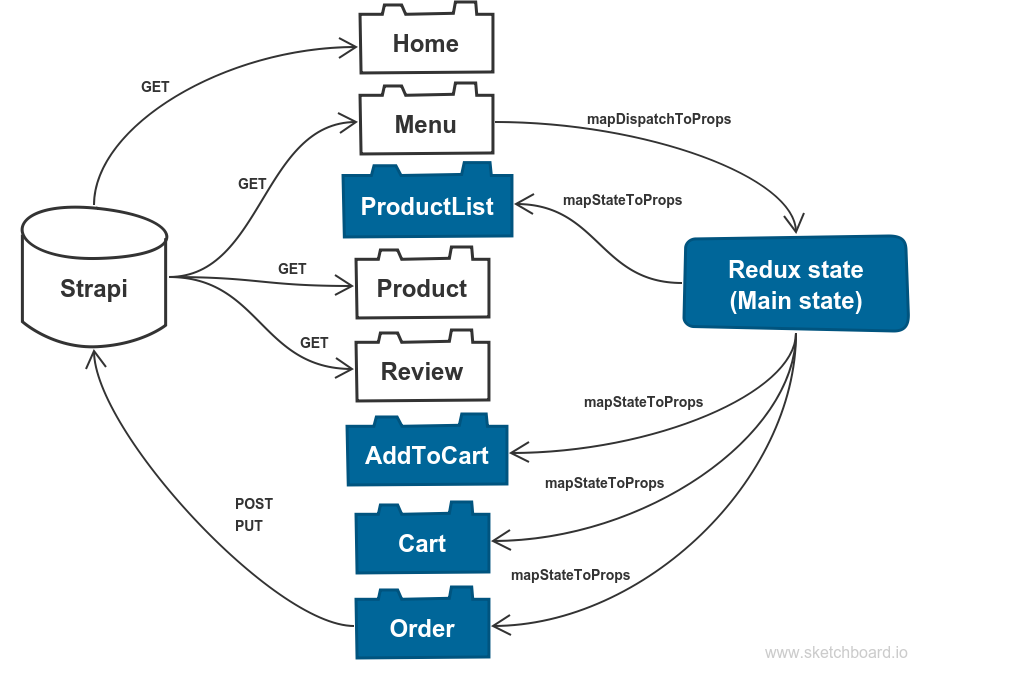 Home
GET
Menu
mapDispatchToProps
GET
ProductList
mapStateToProps
Strapi
GET
Product
Redux state
(Main state)
GET
Review
mapStateToProps
AddToCart
mapStateToProps
POST
PUT
Cart
mapStateToProps
Order
www.sketchboard.io